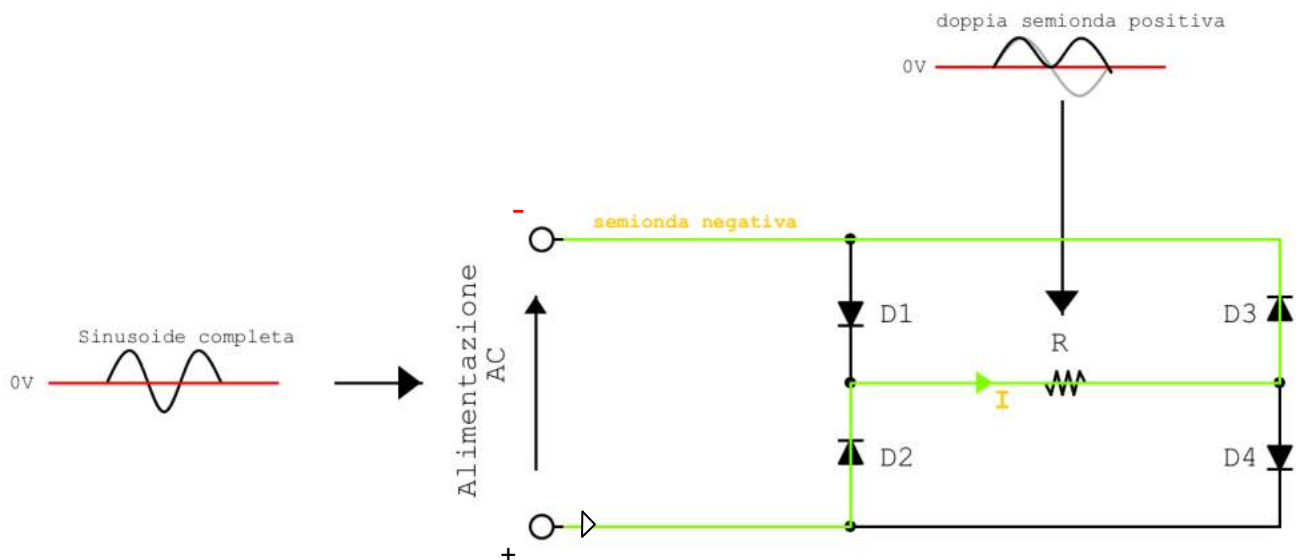 doppia semionda positiva
0V
-
semionda negativa
Alimentazione
AC
Sinusoide completa
0V
D1
D3
R
I
D2
D4
+